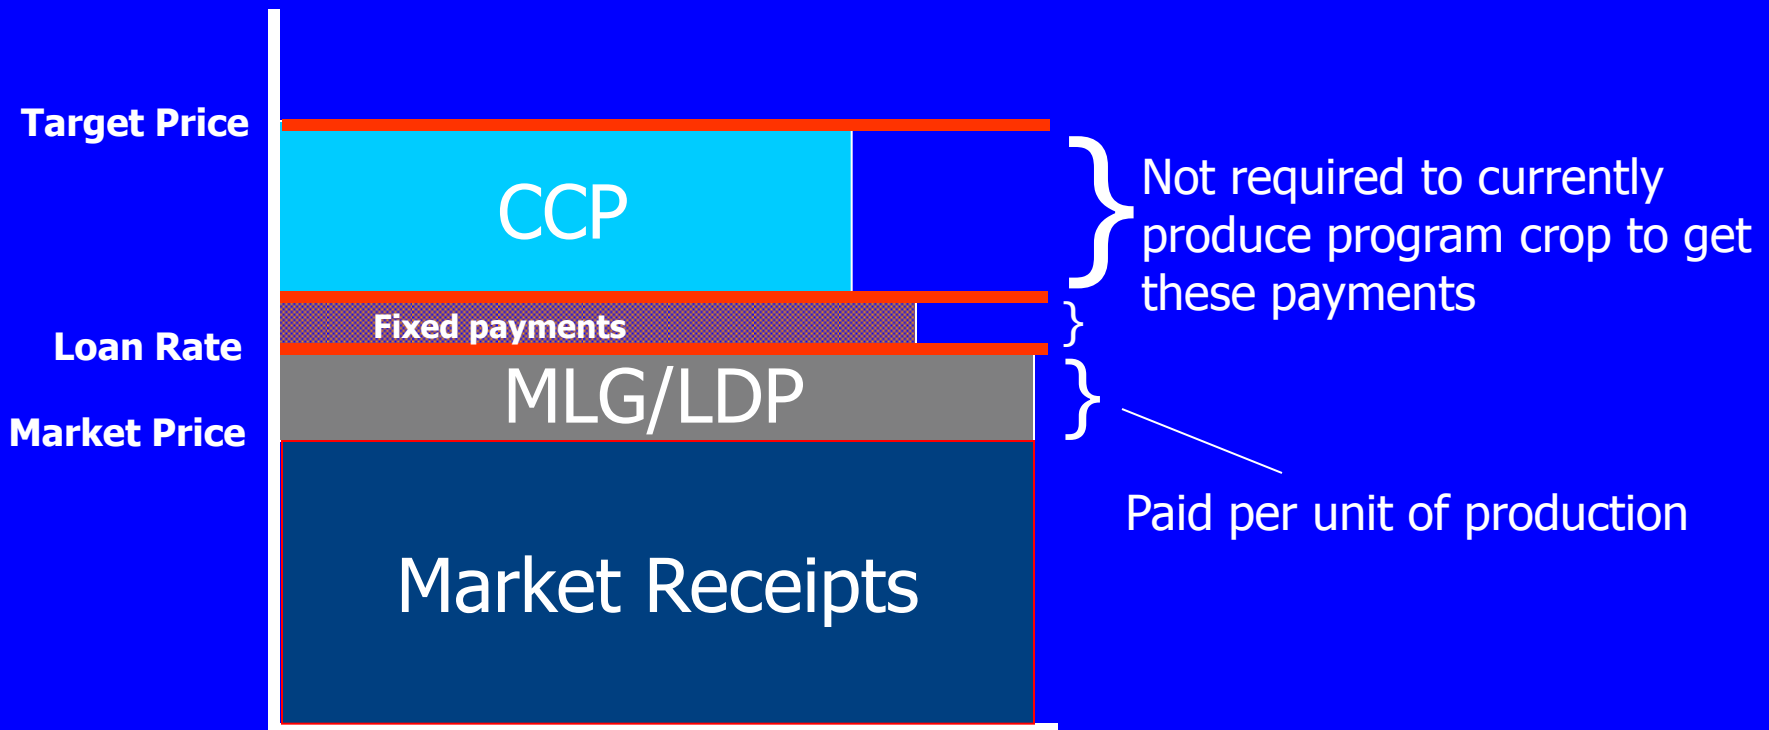 Target Price
CCP
Not required to currently
produce program crop to get
these payments
Fixed payments
Loan Rate
MLG/LDP
Market Price
Paid per unit of production
Market Receipts